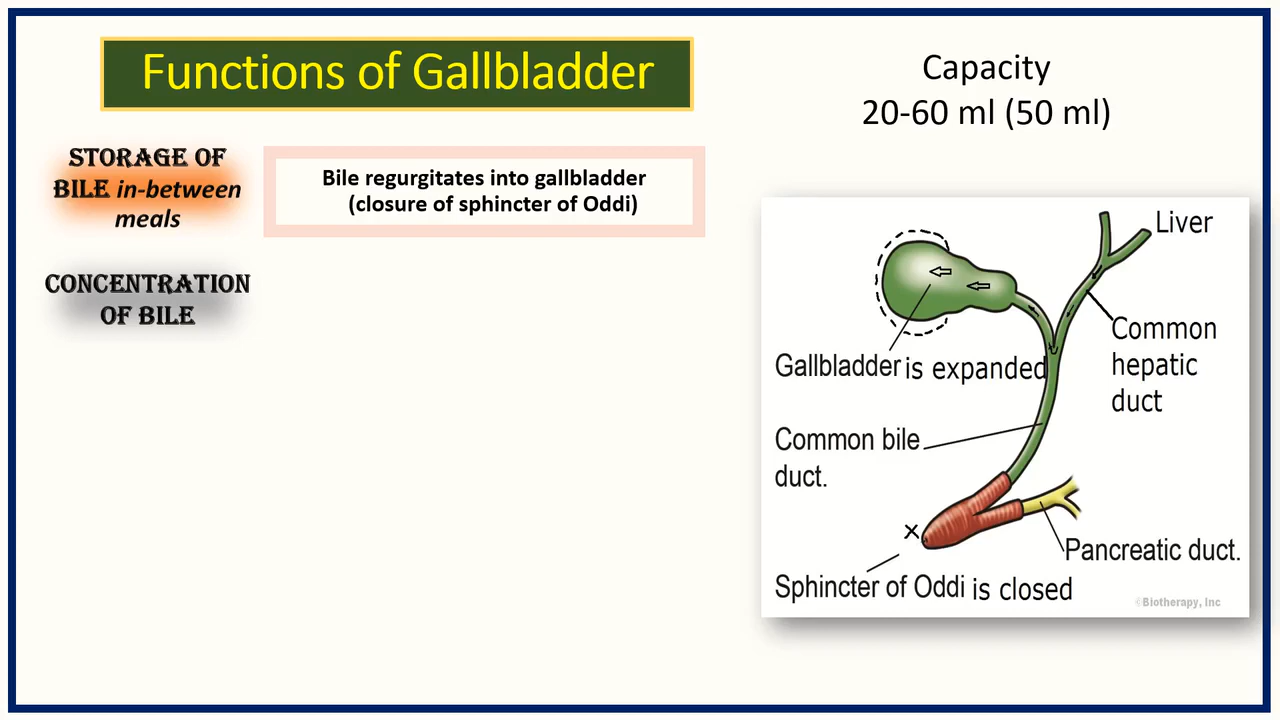 Functions of Gallbladder
Capacity
20-60 ml (50 ml)
STORAGE OF
BILE in-between
meals
Bile regurgitates into gallbladder
(closure of sphincter of Oddi)
CONCENTRATION
OF BILE
Liver
Common
hepatic
duct
Gallbladder is expanded
Common bile
duct.
×
Pancreatic duct.
Sphincter of Oddi is closed
Biotherapy, Inc